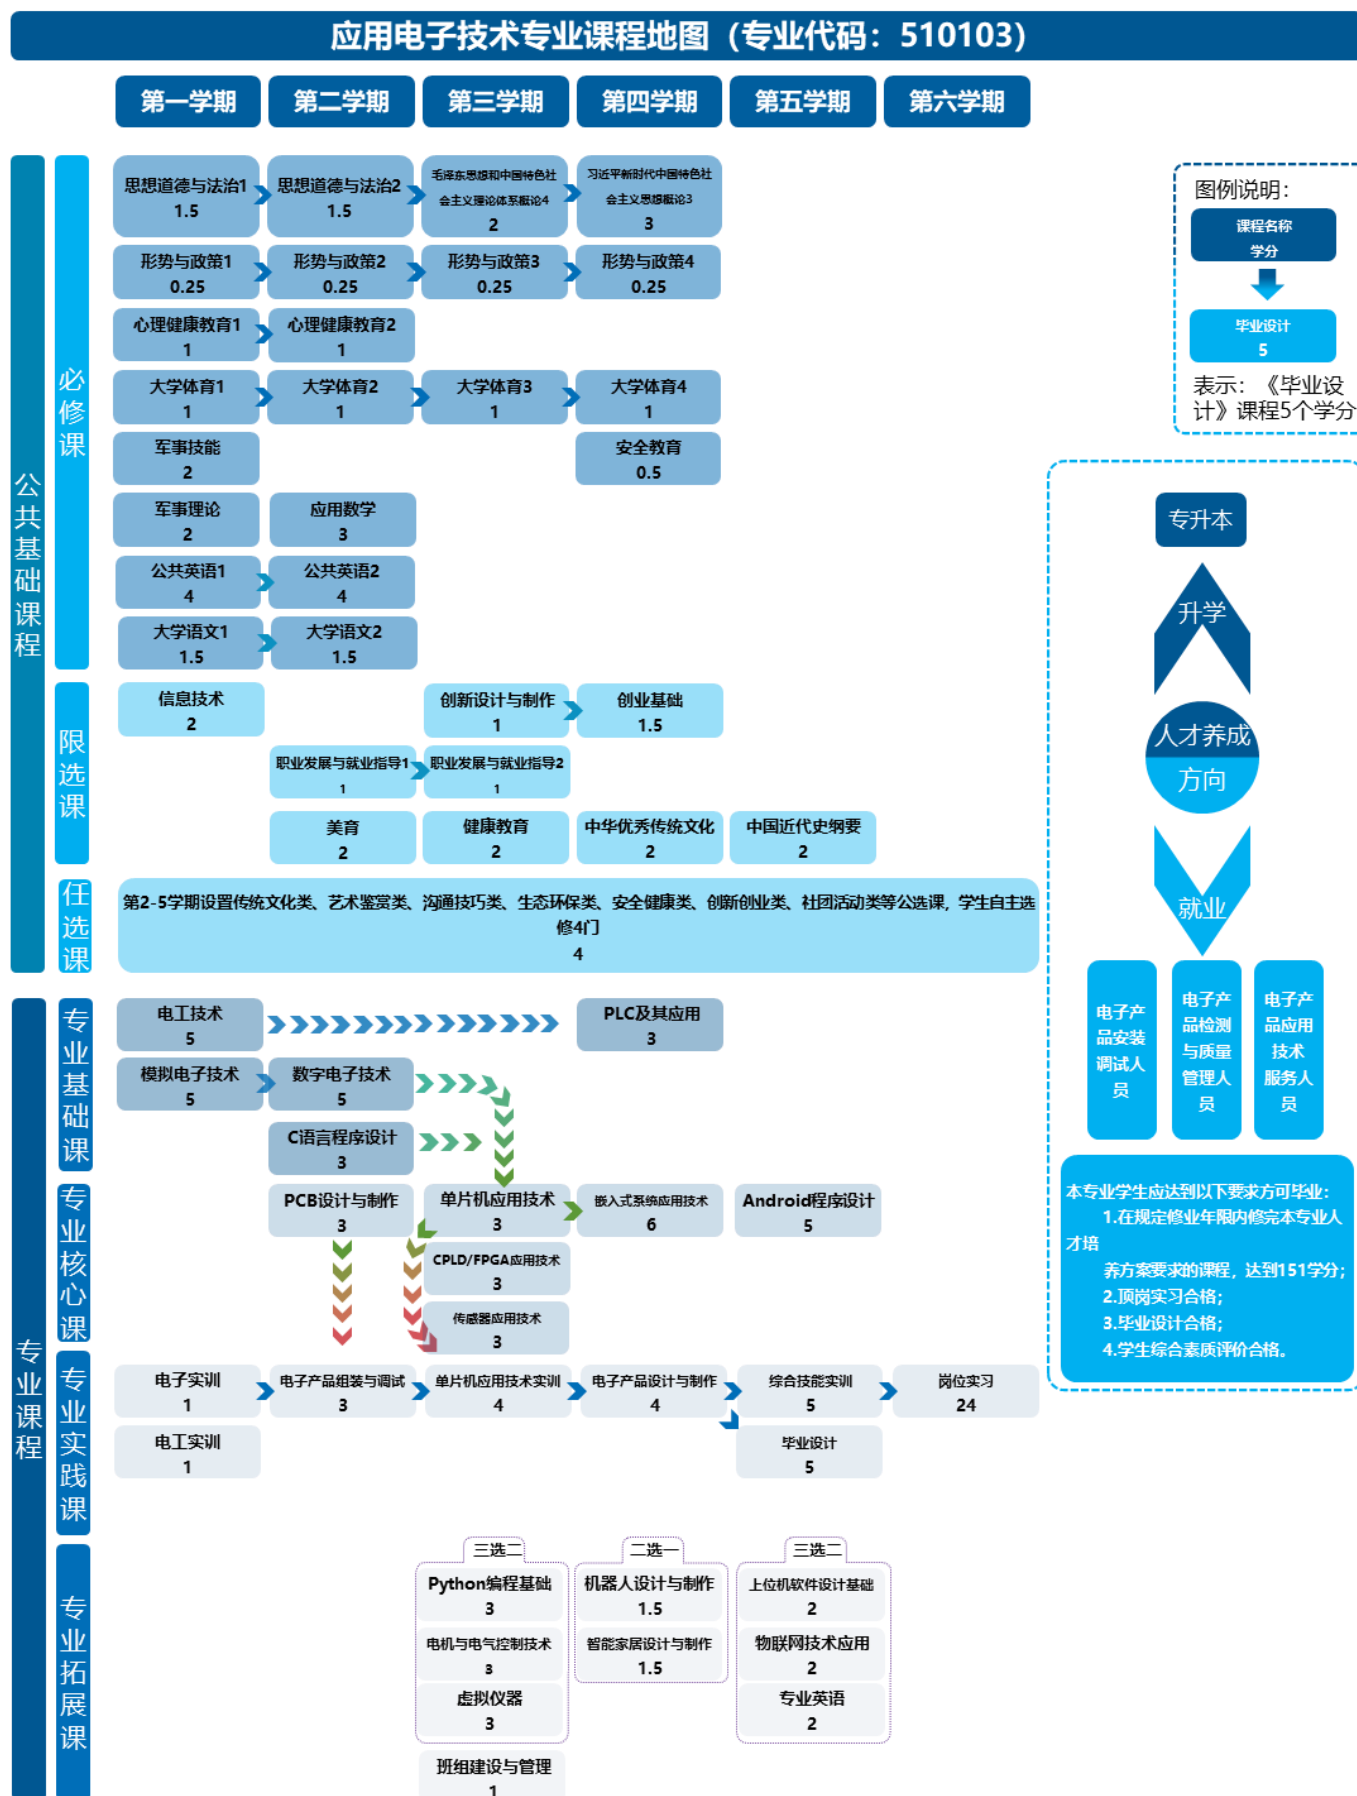 应用电子技术专业课程地图（专业代码：510103）
第一学期
第二学期
第三学期
第四学期
第五学期
第六学期
公共基础课程
必修课
思想道德与法治1
1.5
思想道德与法治2
1.5
毛泽东思想和中国特色社
会主义理论体系概论4
2
习近平新时代中国特色社
会主义思想概论3
3
形势与政策1
0.25
形势与政策2
0.25
形势与政策3
0.25
形势与政策4
0.25
心理健康教育1
1
心理健康教育2
1
大学体育1
1
大学体育2
1
大学体育3
1
大学体育4
1
军事技能
2
安全教育
0.5
军事理论
2
应用数学
3
公共英语1
4
公共英语2
4
大学语文1
1.5
大学语文2
1.5
限选课
信息技术
2
创新设计与制作
1
创业基础
1.5
职业发展与就业指导1
1
职业发展与就业指导2
1
美育
2
健康教育
2
中华优秀传统文化
2
中国近代史纲要
2
任选课
第2-5学期设置传统文化类、艺术鉴赏类、沟通技巧类、生态环保类、安全健康类、创新创业类、社团活动类等公选课，学生自主选
修4门
4
专业课程
专业基础课
电工技术
5
PLC及其应用
3
模拟电子技术
5
数字电子技术
5
C语言程序设计
3
专业核心课
PCB设计与制作
3
单片机应用技术
3
嵌入式系统应用技术
6
Android程序设计
5
CPLD/FPGA应用技术
3
传感器应用技术
3
专业实践课
电子实训
1
电子产品组装与调试
3
单片机应用技术实训
4
电子产品设计与制作
4
综合技能实训
5
岗位实习
24
电工实训
1
毕业设计
5
专业拓展课
三选二
Python编程基础
3
电机与电气控制技术
3
虚拟仪器
3
二选一
机器人设计与制作
1.5
智能家居设计与制作
1.5
三选二
上位机软件设计基础
2
物联网技术应用
2
专业英语
2
班组建设与管理
1
图例说明：
课程名称
学分
毕业设计
5
表示：《毕业设
计》课程5个学分
专升本
升学
人才养成
方向
就业
电子产
品安装
调试人
员
电子产
品检测
与质量
管理人
员
电子产
品应用
技术
服务人
员
本专业学生应达到以下要求方可毕业：
1.在规定修业年限内修完本专业人
才培
养方案要求的课程，达到151学分；
2.顶岗实习合格；
3.毕业设计合格；
4.学生综合素质评价合格。